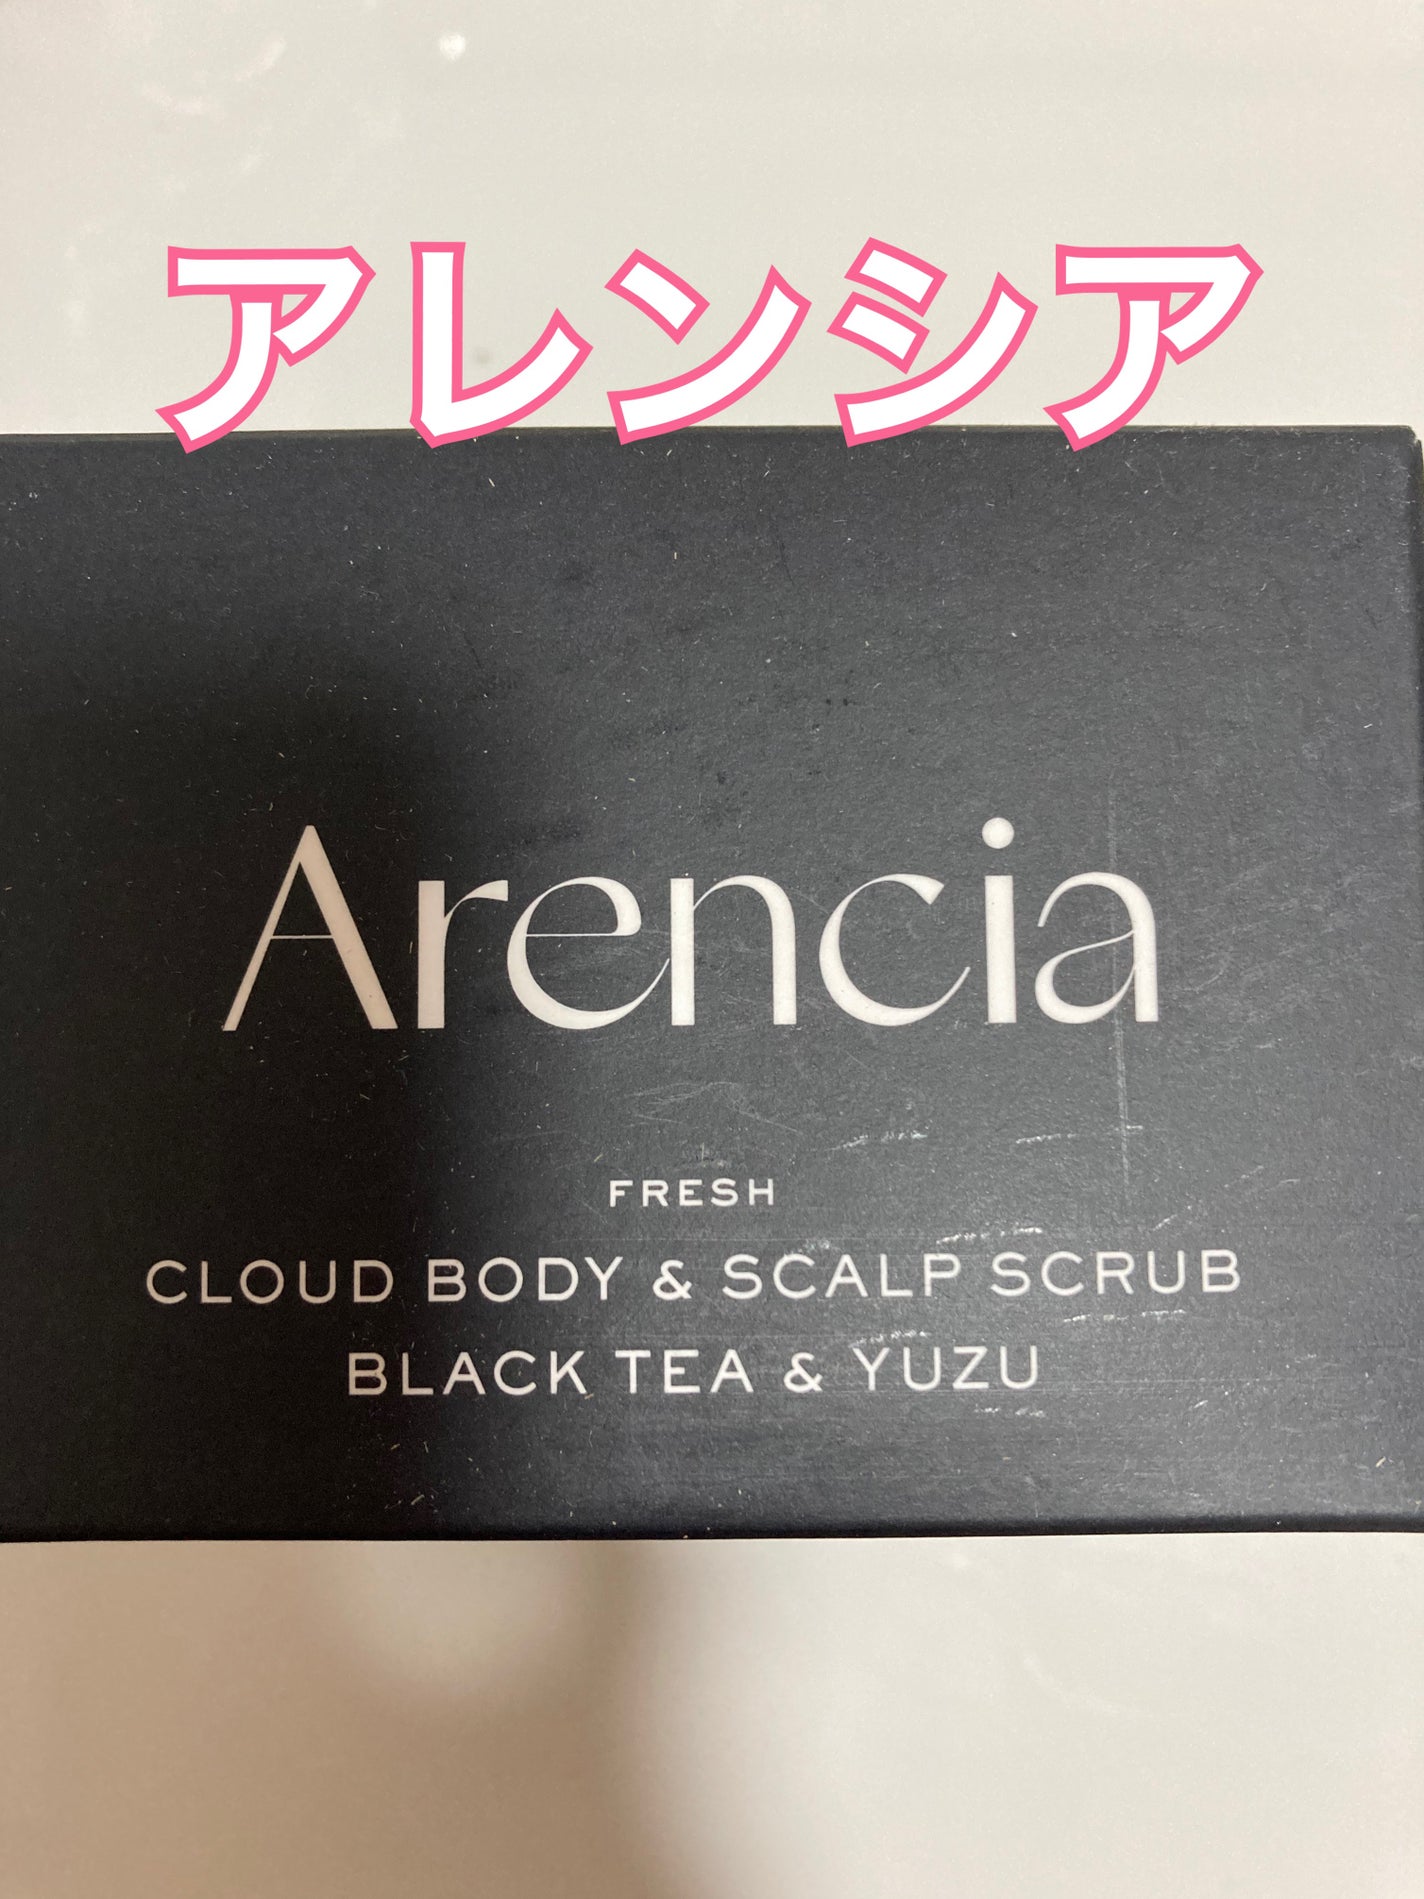 アレンシア
Arencia
FRESH
CLOUD BODY & SCALP SCRUB
BLACK TEA & YUZU